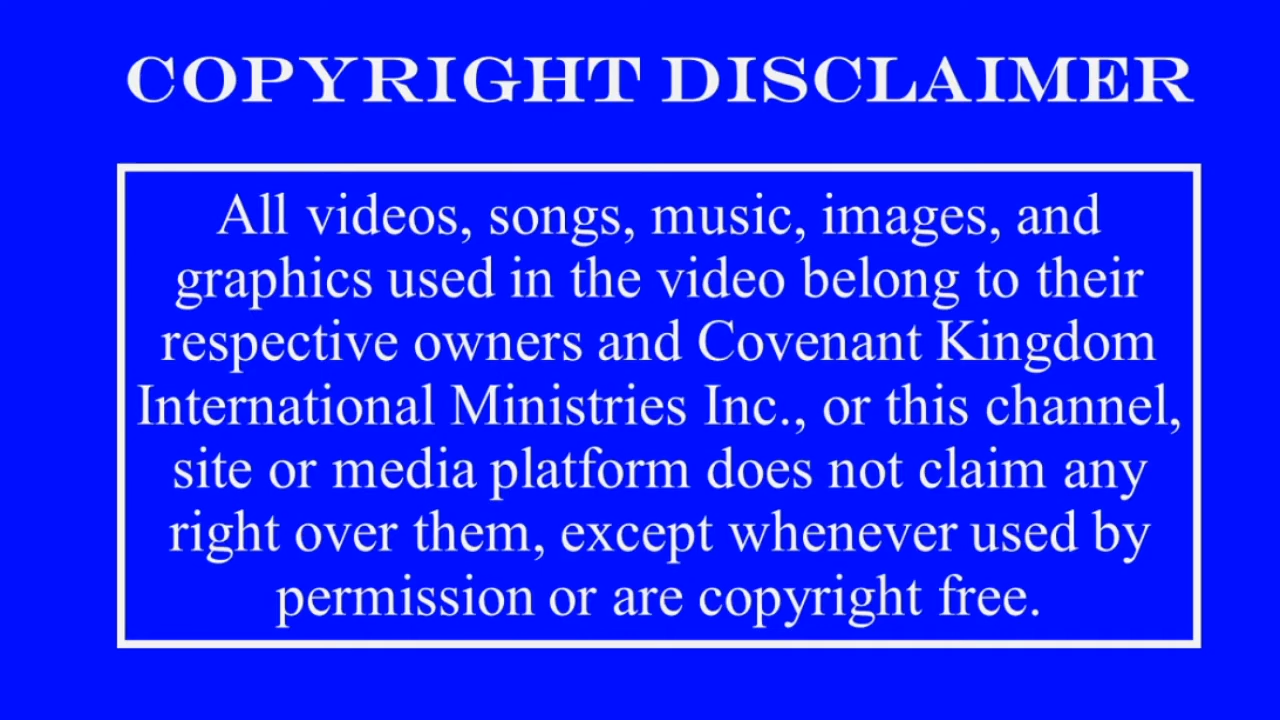 COPYRIGHT DISCLAIMER
All videos, songs, music, images, and
graphics used in the video belong to their
respective owners and Covenant Kingdom
International Ministries Inc., or this channel,
site or media platform does not claim any
right over them, except whenever used by
permission or are copyright free.